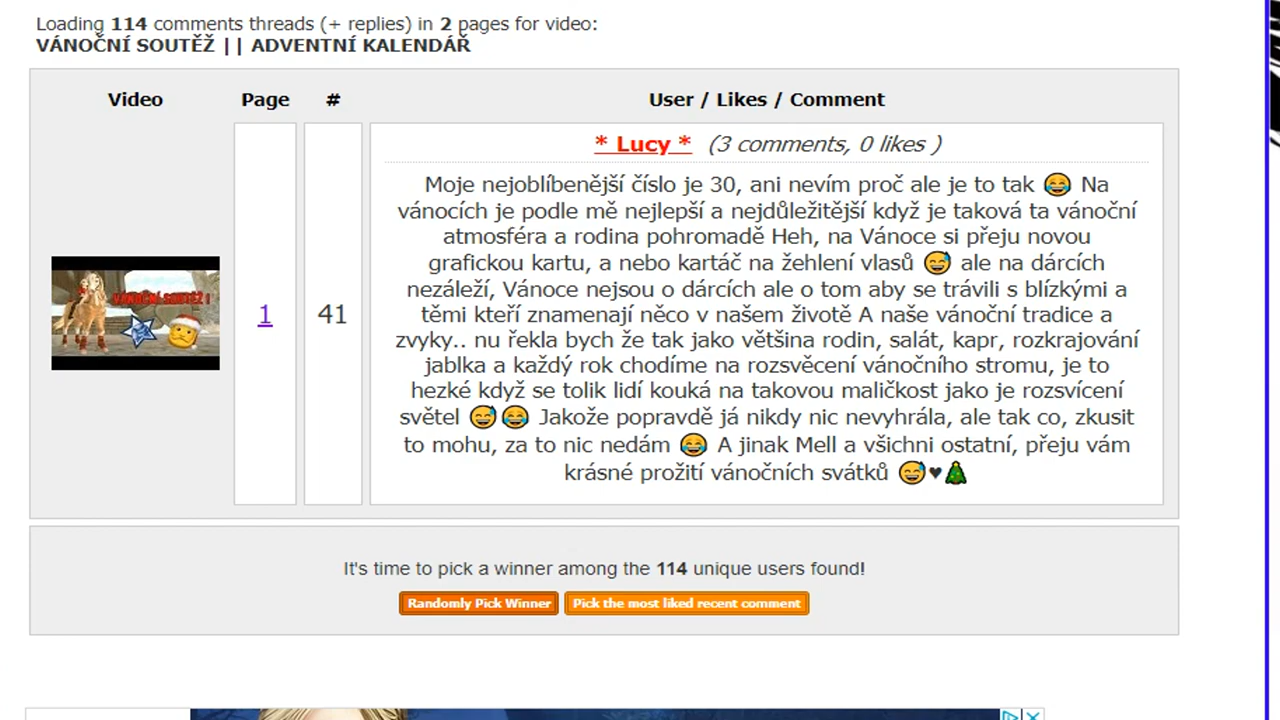 Loading 114 comments threads (+ replies) in 2 pages for video:
VÁNOČNÍ SOUTĚŽ || ADVENTNÍ KALENDÁŘ
Video Page # User / Likes / Comment
* Lucy * (3 comments, 0 likes )
Moje nejoblíbenější číslo je 30, ani nevím proč ale je to tak 😂 Na
vánocích je podle mě nejlepší a nejdůležitější když je taková ta vánoční
atmosféra a rodina pohromadě Heh, na Vánoce si přeju novou
grafickou kartu, a nebo kartáč na žehlení vlasů 😅 ale na dárcích
nezáleží, Vánoce nejsou o dárcích ale o tom aby se trávili s blízkými a
VÁNOČNÍ SOUTĚŽ !
1 41 těmi kteří znamenají něco v našem životě A naše vánoční tradice a
zvyky.. nu řekla bych že tak jako většina rodin, salát, kapr, rozkrajování
jablka a každý rok chodíme na rozsvěcení vánočního stromu, je to
hezké když se tolik lidí kouká na takovou maličkost jako je rozsvícení
světel 😅😂 Jakože popravdě já nikdy nic nevyhrála, ale tak co, zkusit
to mohu, za to nic nedám 😂 A jinak Mell a všichni ostatní, přeju vám
krásné prožití vánočních svátků 😅♥🎄
It's time to pick a winner among the 114 unique users found!
Randomly Pick Winner Pick the most liked recent comment